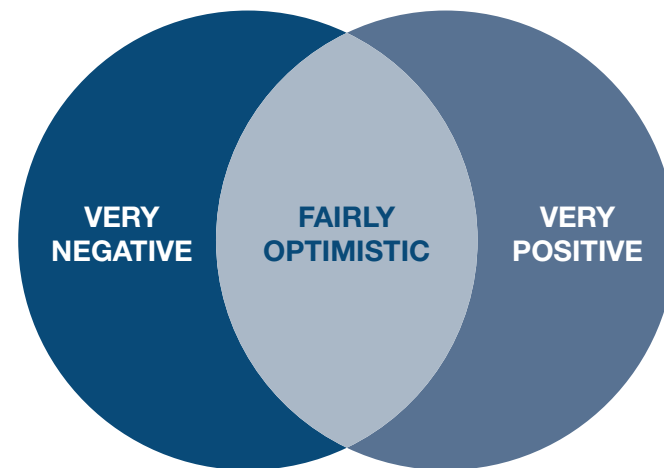 VERY
NEGATIVE
FAIRLY
OPTIMISTIC
VERY
POSITIVE